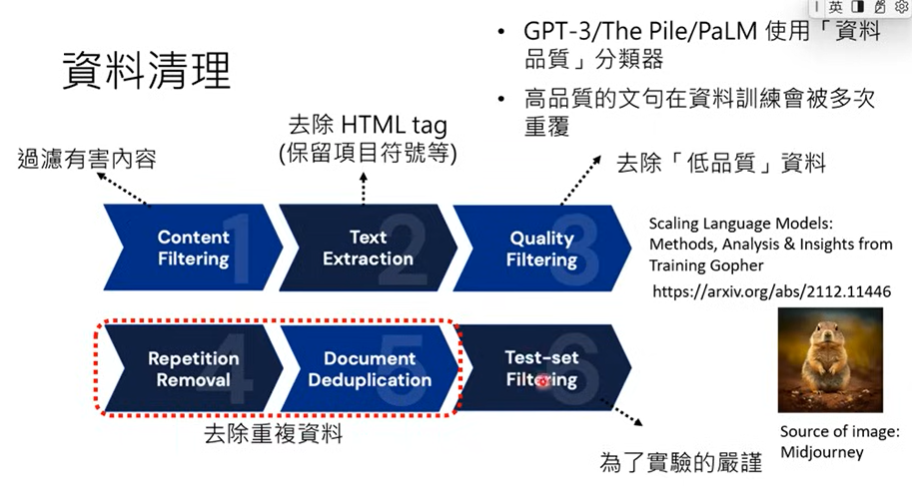 英
資料清理
• GPT-3/The Pile/PaLM 使用「資料
品質」分類器
• 高品質的文句在資料訓練會被多次
重覆
過濾有害內容
去除 HTML tag
(保留項目符號等)
去除「低品質」資料
1
Content
Filtering
2
Text
Extraction
3
Quality
Filtering
Scaling Language Models:
Methods, Analysis & Insights from
Training Gopher
https://arxiv.org/abs/2112.11446
4
Repetition
Removal
5
Document
Deduplication
6
Test-set
Filtering
去除重複資料
為了實驗的嚴謹
Source of image:
Midjourney